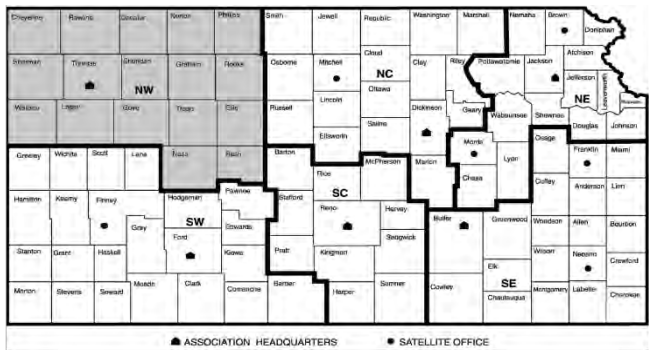 Cheyenne Rawlins Decatur Norton Phillips Smith Jewell Republic Washington Marshall Nemaha Brown Doniphan
Sherman Thomas Sheridan Graham Rooks Osborne Mitchell Cloud Clay Riley Pottawatomie Jackson Atchison
NW NC Jefferson Leavenworth NE
Wallace Logan Gove Trego Ellis Russell Lincoln Ottawa Dickinson Geary Wabaunsee Shawnee Douglas Johnson
Ellsworth Saline Morris Osage Franklin Miami
Greeley Wichita Scott Lane Ness Rush Barton Rice McPherson Marion Chase Lyon Coffey Anderson Linn
Hamilton Kearny Finney Hodgeman Pawnee Stafford SC Reno Harvey Butler Greenwood Woodson Allen Bourbon
SW
Gray Ford Edwards Sedgwick
Stanton Grant Haskell Kiowa Pratt Kingman Elk Wilson Neosho Crawford
SE
Morton Stevens Seward Meade Clark Comanche Barber Harper Sumner Cowley Chautauqua Montgomery Labette Cherokee
ASSOCIATION HEADQUARTERS SATELLITE OFFICE